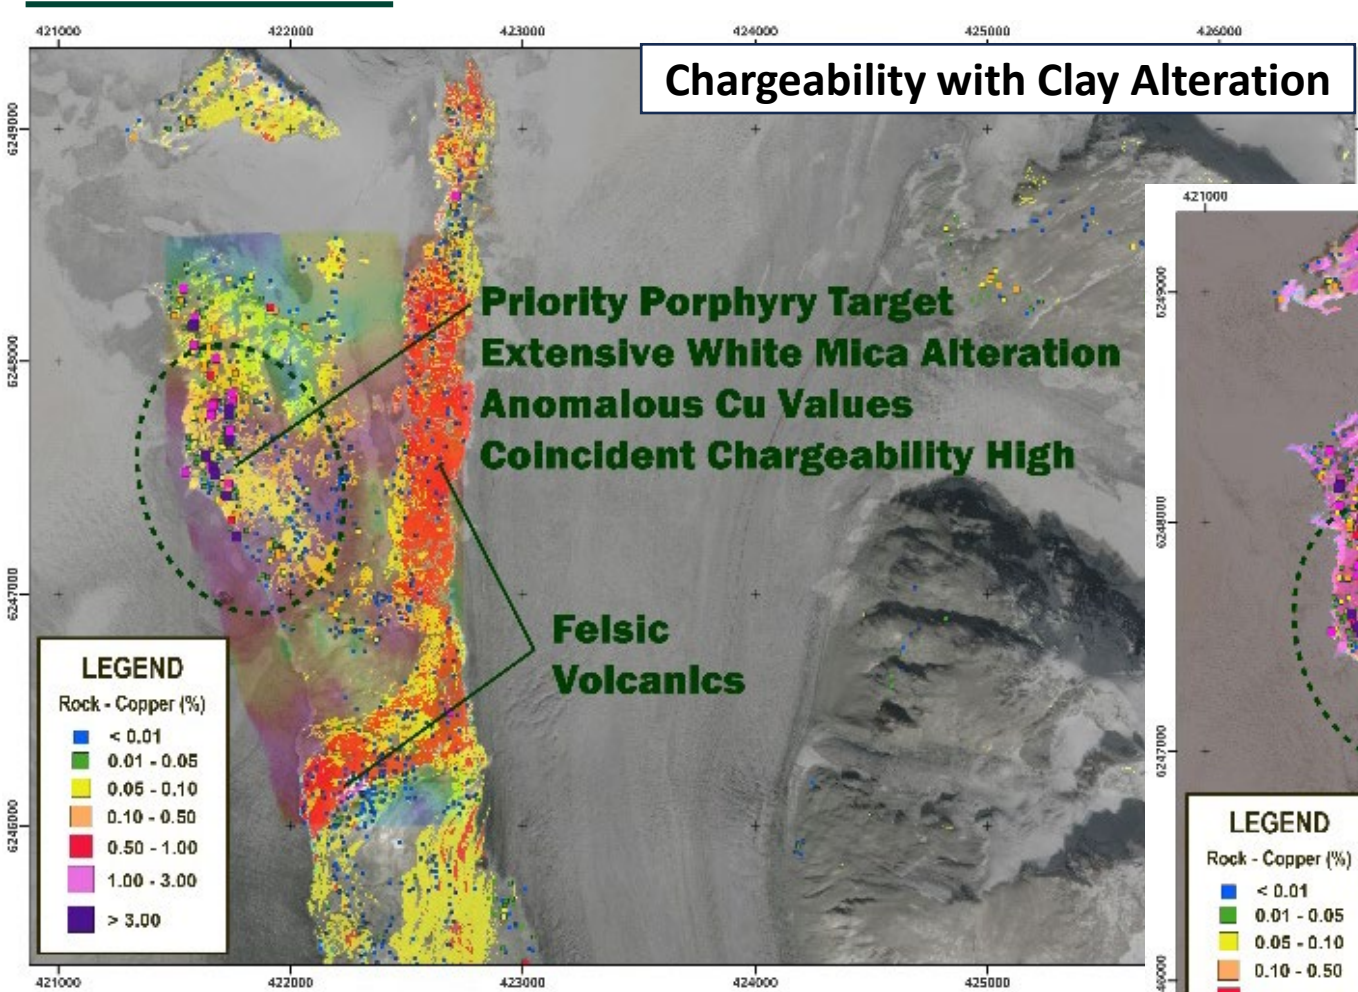 421000 422000 423000 424000 425000 426000
Chargeability with Clay Alteration
6249000
6248000
6247000
6246000
Priority Porphyry Target
Extensive White Mica Alteration
Anomalous Cu Values
Coincident Chargeability High
Felsic
Volcanics
LEGEND
Rock - Copper (%)
< 0.01
0.01 - 0.05
0.05 - 0.10
0.10 - 0.50
0.50 - 1.00
1.00 - 3.00
> 3.00
421000 422000 423000 424000 425000
421000
6249000
6248000
6247000
LEGEND
Rock - Copper (%)
< 0.01
0.01 - 0.05
0.05 - 0.10
0.10 - 0.50